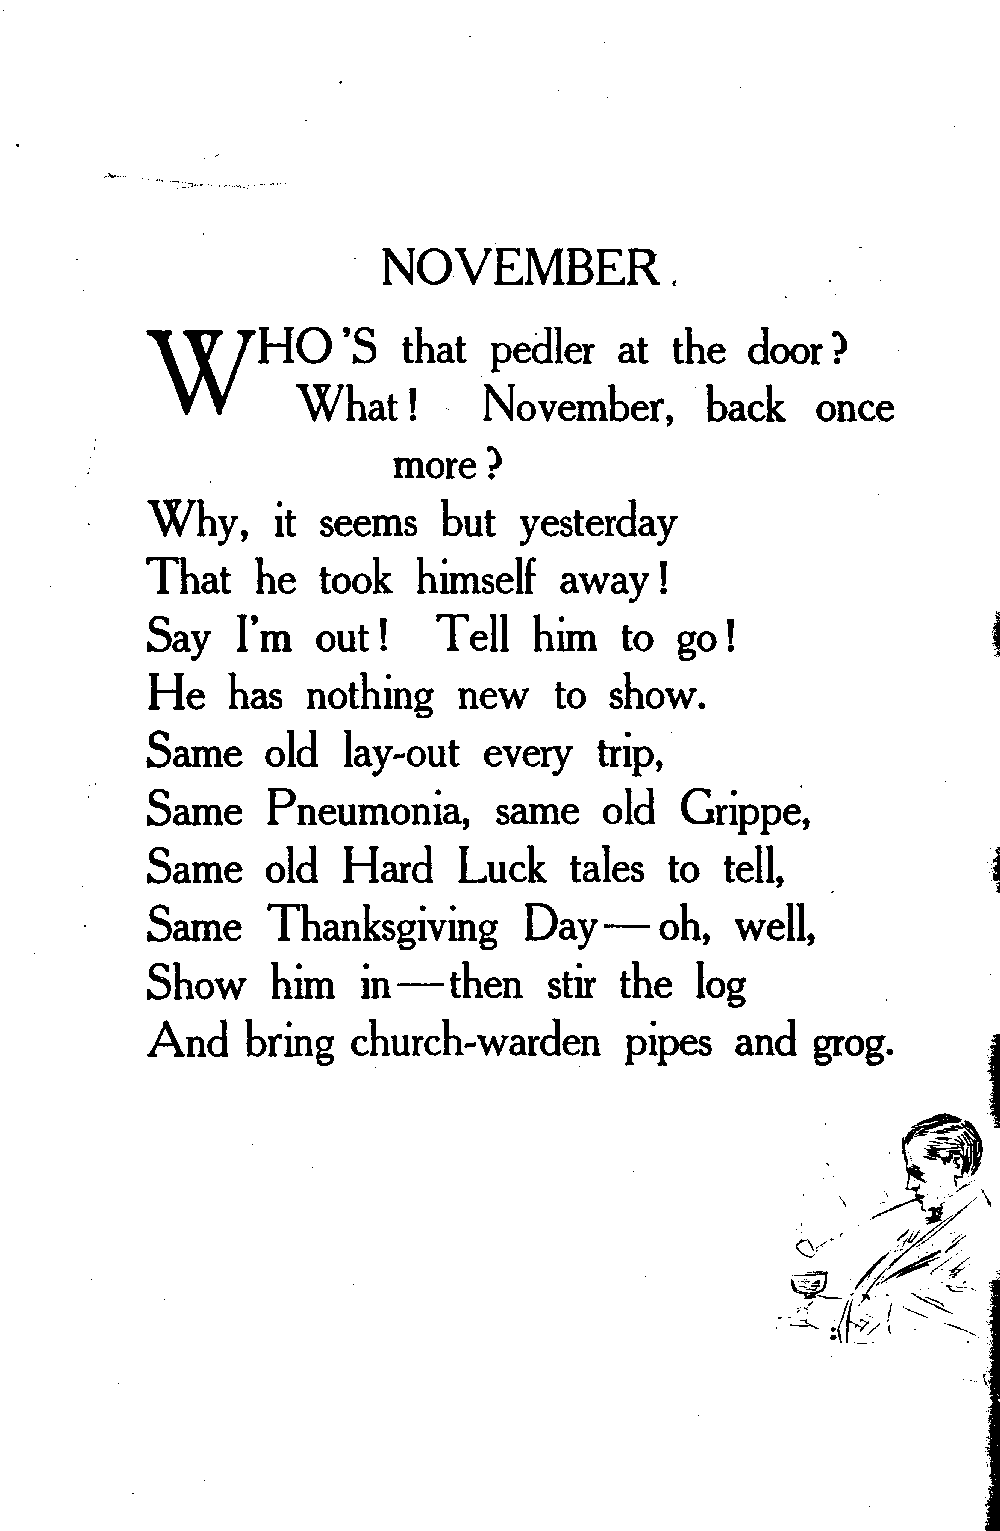 NOVEMBER.
WHO'S that pedler at the door?
What! November, back once
more?
Why, it seems but yesterday
That he took himself away!
Say I'm out! Tell him to go!
He has nothing new to show.
Same old lay-out every trip,
Same Pneumonia, same old Grippe,
Same old Hard Luck tales to tell,
Same Thanksgiving Day—oh, well,
Show him in—then stir the log
And bring church-warden pipes and grog.